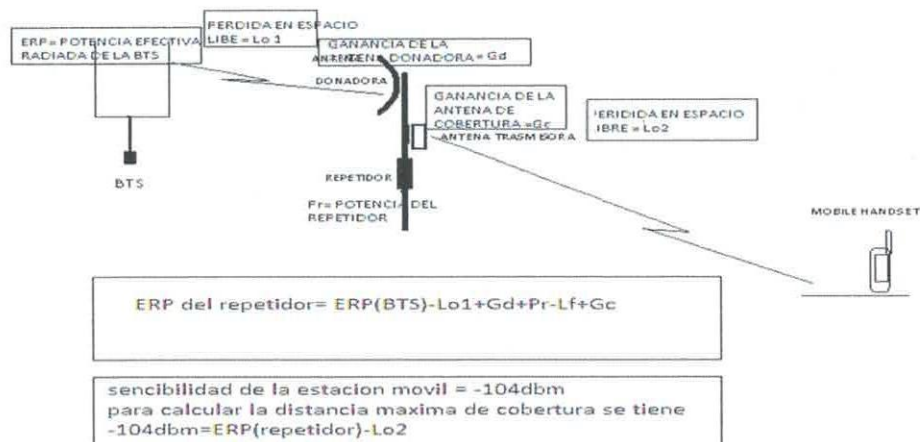 ERP= POTENCIA EFECTIVA
RADIADA DE LA BTS
PERDIDA EN ESPACIO
LIBE = Lo 1
GANANCIA DE LA
DONADORA = Gd
DONADORA
GANANCIA DE LA
ANTENA DE
COBERTURA =Gc
ANTENA TRASMISORA
PERIDIDA EN ESPACIO
IBRE = Lo2
BTS
REPETIDOR
Pr= POTENCIA DEL
REPETIDOR
MOBILE HANDSET
ERP del repetidor= ERP(BTS)-Lo1+Gd+Pr-Lf+Gc
sencibilidad de la estacion movil = -104dbm
para calcular la distancia maxima de cobertura se tiene
-104dbm=ERP(repetidor)-Lo2